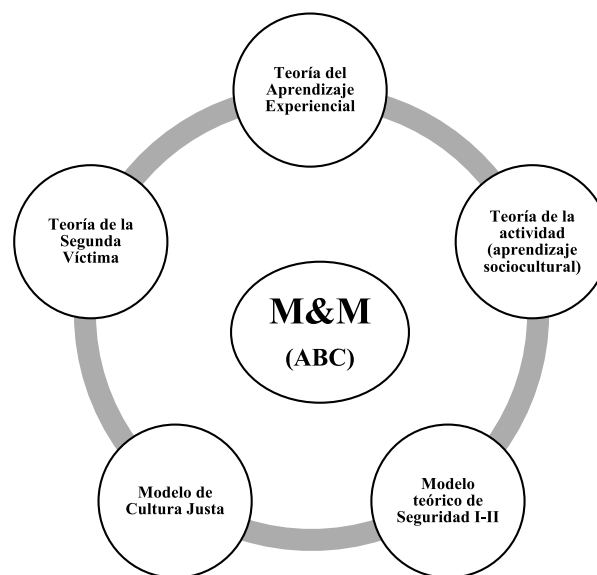 Teoría del
Aprendizaje
Experiencial
Teoría de la
actividad
(aprendizaje
sociocultural)
Modelo
teórico de
Seguridad I-II
Modelo de
Cultura Justa
Teoría de la
Segunda
Víctima
M&M
(ABC)